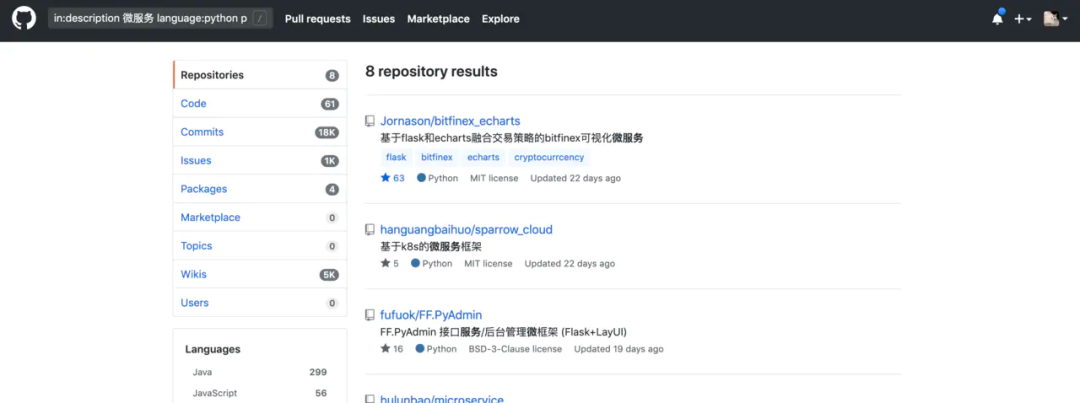 in:description 微服务 language:python p /
Pull requests Issues Marketplace Explore
Repositories 8
Code 61
Commits 18K
Issues 1K
Packages 4
Marketplace 0
Topics 0
Wikis 5K
Users 0
Languages
Java 299
JavaScript 56
8 repository results
Jornason/bitfinex_echarts
基于flask和echarts融合交易策略的bitfinex可视化微服务
flask bitfinex echarts cryptocurrcency
63 Python MIT license Updated 22 days ago
hanguangbaihuo/sparrow_cloud
基于k8s的微服务框架
5 Python MIT license Updated 22 days ago
fufuok/FF.PyAdmin
FF.PyAdmin 接口服务/后台管理微框架 (Flask+LayUI)
16 Python BSD-3-Clause license Updated 19 days ago
hulunbao/microservice